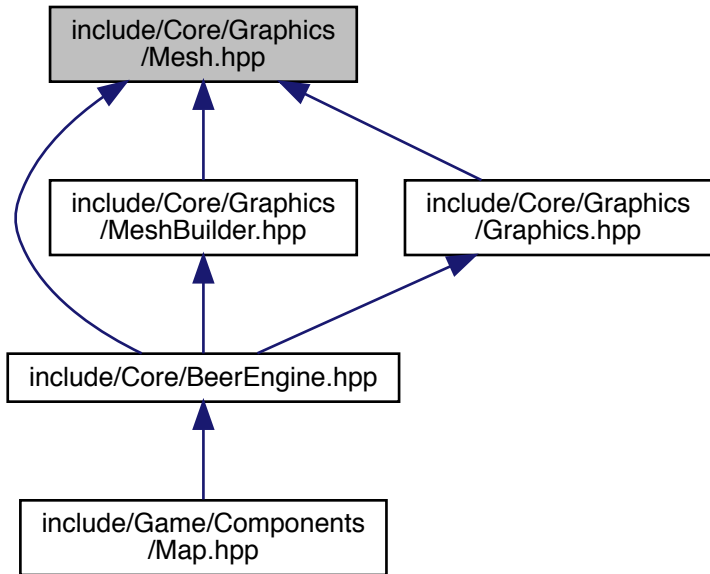 include/Core/Graphics
/Mesh.hpp
include/Core/Graphics
/MeshBuilder.hpp
include/Core/Graphics
/Graphics.hpp
include/Core/BeerEngine.hpp
include/Game/Components
/Map.hpp